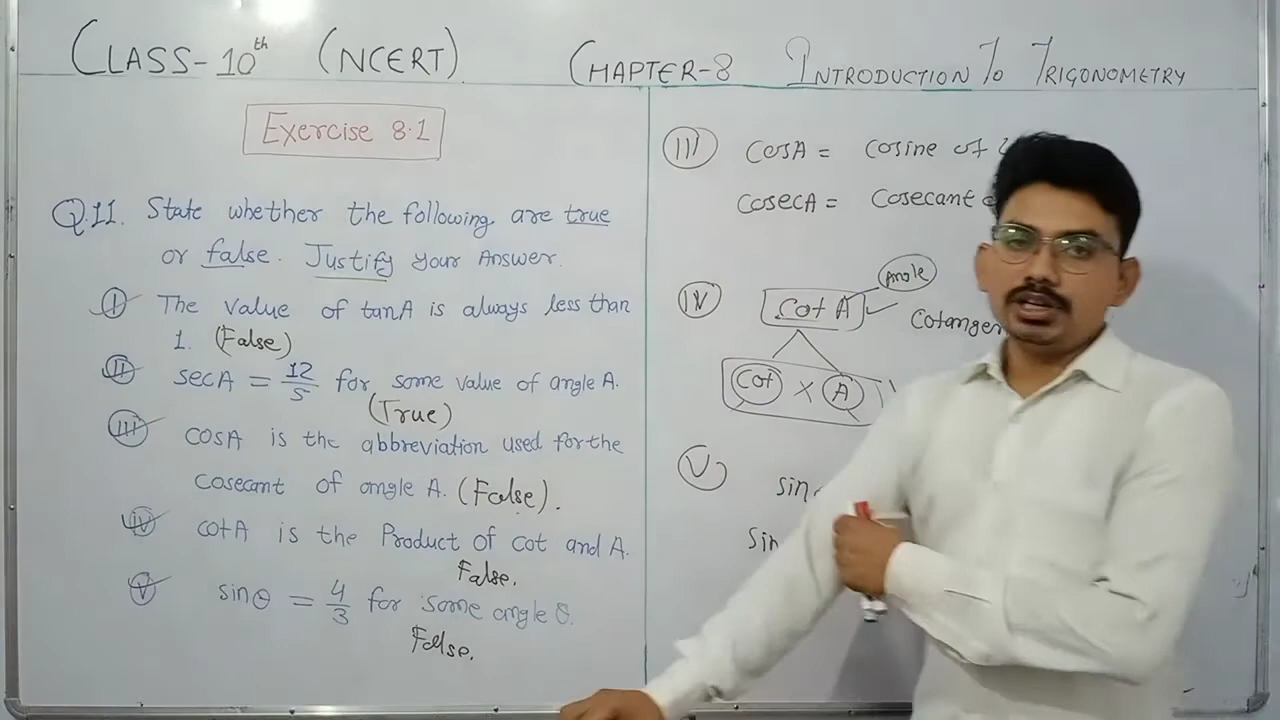 CLASS-10th (NCERT). CHAPTER-8 INTRODUCTION TO TRIGONOMETRY
Exercise 8.1
Q.11. State whether the following are true
or false. Justify your Answer.
I The value of tanA is always less than
1. (False)
II secA = 12/5 for some value of angle A.
(True)
III cosA is the abbreviation used for the
cosecant of angle A. (False).
IV cotA is the Product of cot and A.
False.
V sinθ = 4/3 for some angle θ.
False.
III cosA = cosine of
cosecA = cosecant
IV cot A Angle
Cotangen
cot × A
V sin
Sin